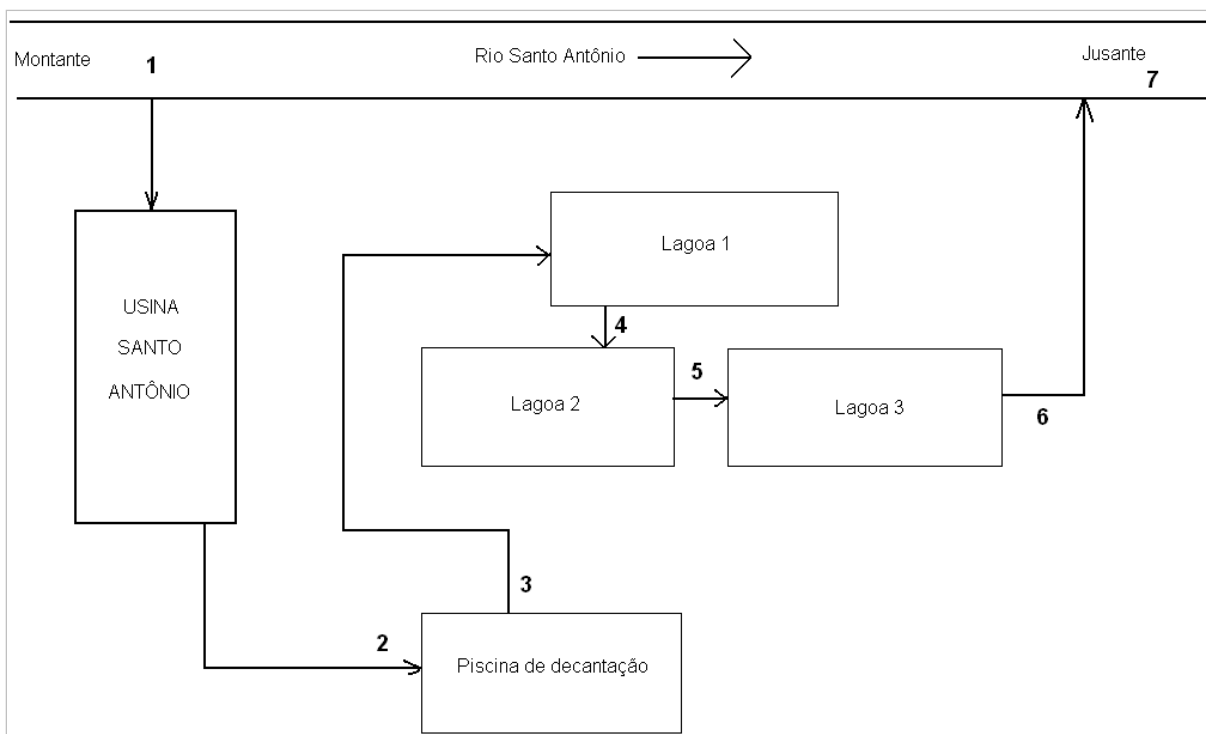 Montante
1
Rio Santo Antônio
Jusante
7
USINA
SANTO
ANTÔNIO
Lagoa 1
4
Lagoa 2
5
Lagoa 3
6
3
2
Piscina de decantação